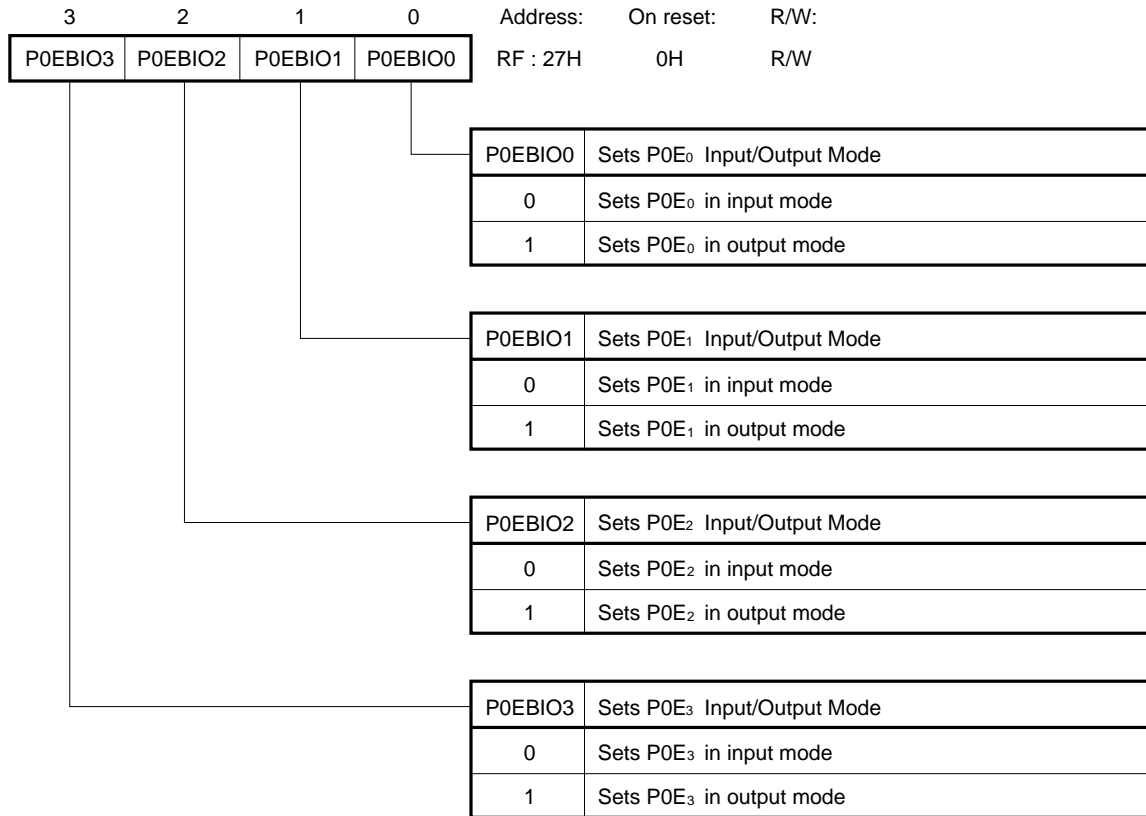 3 2 1 0 Address: On reset: R/W:
P0EBIO3 P0EBIO2 P0EBIO1 P0EBIO0 RF : 27H 0H R/W
P0EBIO0 Sets P0E₀ Input/Output Mode
0 Sets P0E₀ in input mode
1 Sets P0E₀ in output mode
P0EBIO1 Sets P0E₁ Input/Output Mode
0 Sets P0E₁ in input mode
1 Sets P0E₁ in output mode
P0EBIO2 Sets P0E₂ Input/Output Mode
0 Sets P0E₂ in input mode
1 Sets P0E₂ in output mode
P0EBIO3 Sets P0E₃ Input/Output Mode
0 Sets P0E₃ in input mode
1 Sets P0E₃ in output mode